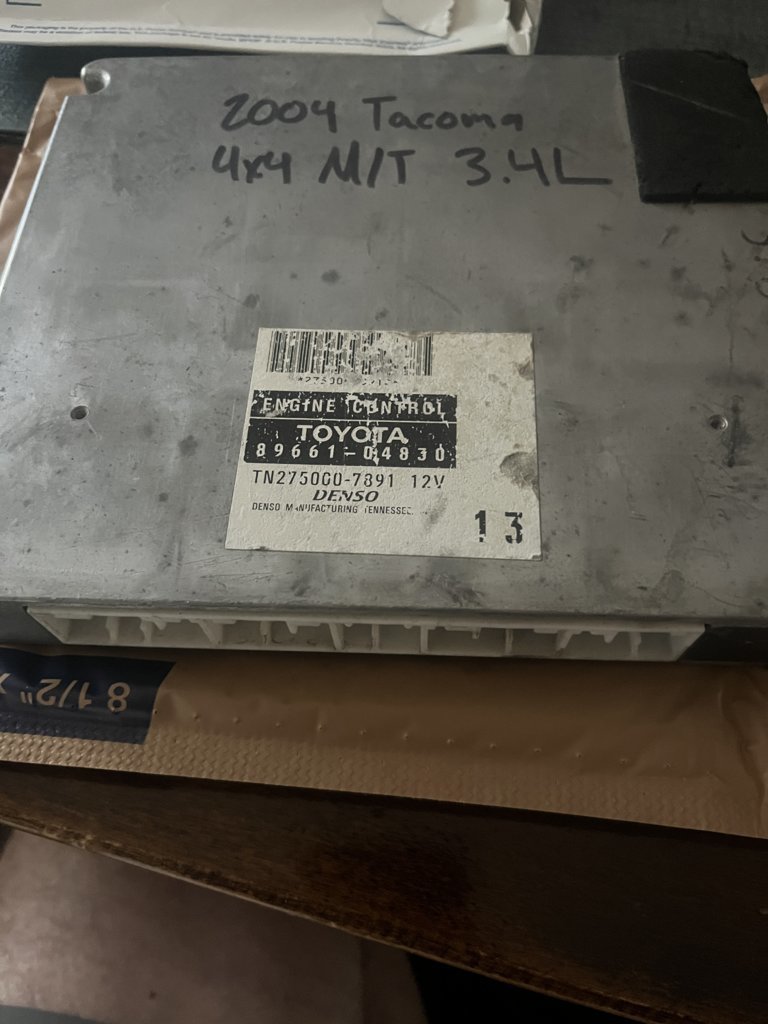 2004 Tacoma
4x4 M/T 3.4L
ENGINE CONTROL
TOYOTA
89661-04830
TN275000-7891 12V
DENSO
DENSO MANUFACTURING TENNESSEE,
13
8 1/2" x